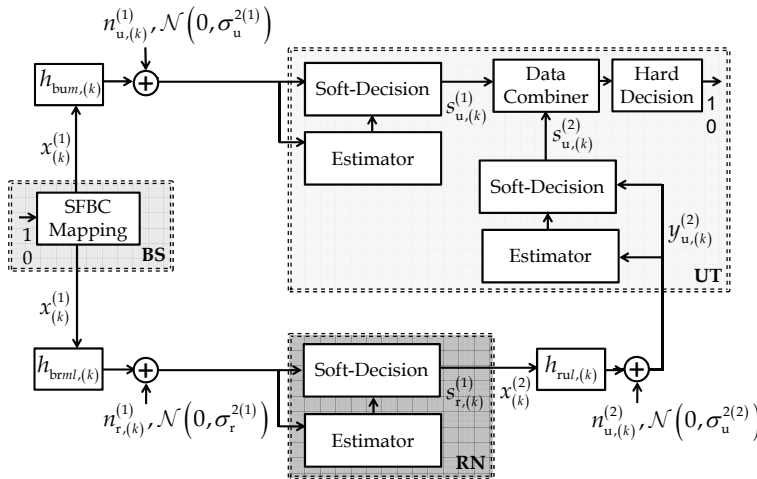 n_{u,(k)}^{(1)}, 𝒩(0, σ_u^{2(1)})
h_{bum,(k)}
Soft-Decision
s_{u,(k)}^{(1)}
Data
Combiner
Hard
Decision
1
0
Estimator
s_{u,(k)}^{(2)}
x_{(k)}^{(1)}
Soft-Decision
SFBC
Mapping
1
0
BS
Estimator
y_{u,(k)}^{(2)}
UT
x_{(k)}^{(1)}
h_{brml,(k)}
Soft-Decision
s_{r,(k)}^{(1)}
x_{(k)}^{(2)}
h_{rul,(k)}
n_{r,(k)}^{(1)}, 𝒩(0, σ_r^{2(1)})
Estimator
RN
n_{u,(k)}^{(2)}, 𝒩(0, σ_u^{2(2)})